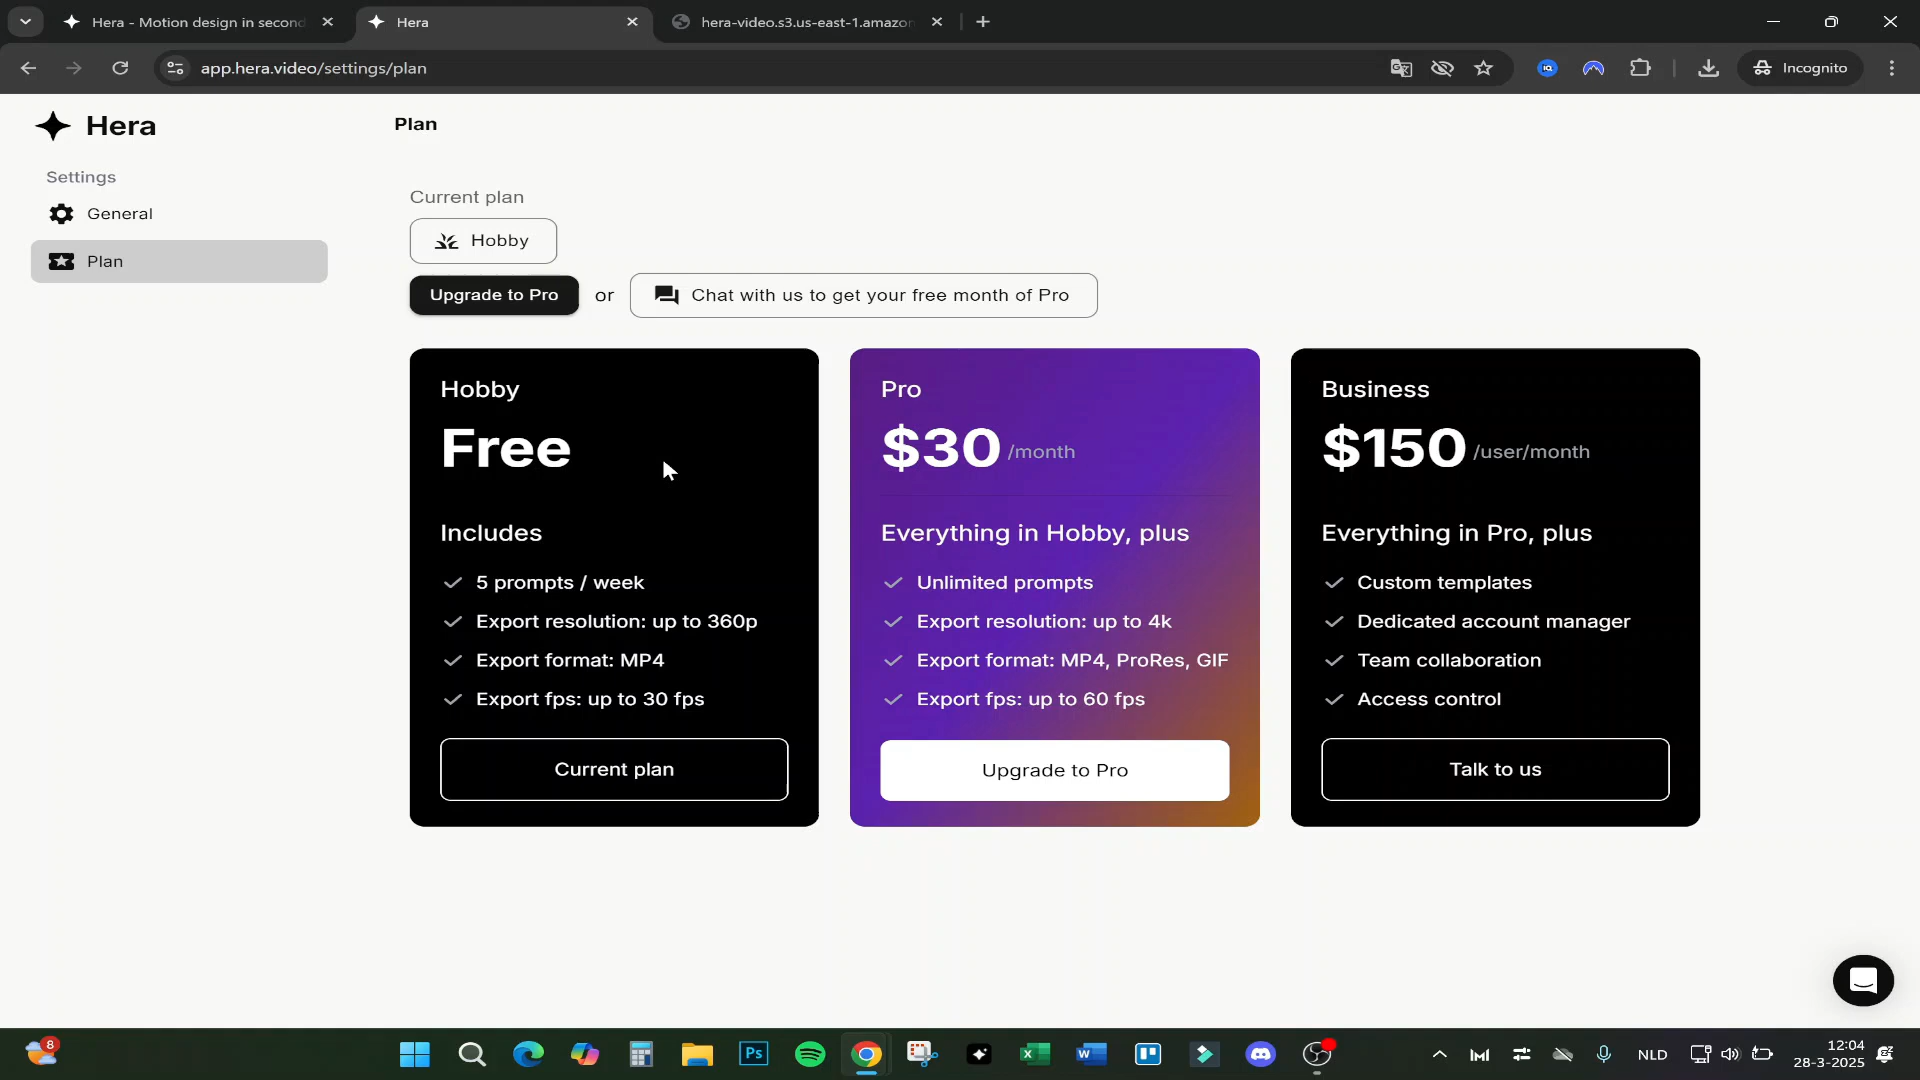 Hera - Motion design in second
Hera
hera-video.s3.us-east-1.amazon
app.hera.video/settings/plan
Incognito
Hera
Settings
General
Plan
Plan
Current plan
Hobby
Upgrade to Pro
or
Chat with us to get your free month of Pro
Hobby
Free
Includes
5 prompts / week
Export resolution: up to 360p
Export format: MP4
Export fps: up to 30 fps
Current plan
Pro
$30 /month
Everything in Hobby, plus
Unlimited prompts
Export resolution: up to 4k
Export format: MP4, ProRes, GIF
Export fps: up to 60 fps
Upgrade to Pro
Business
$150 /user/month
Everything in Pro, plus
Custom templates
Dedicated account manager
Team collaboration
Access control
Talk to us
8
Ps
NLD
12:04
28-3-2025